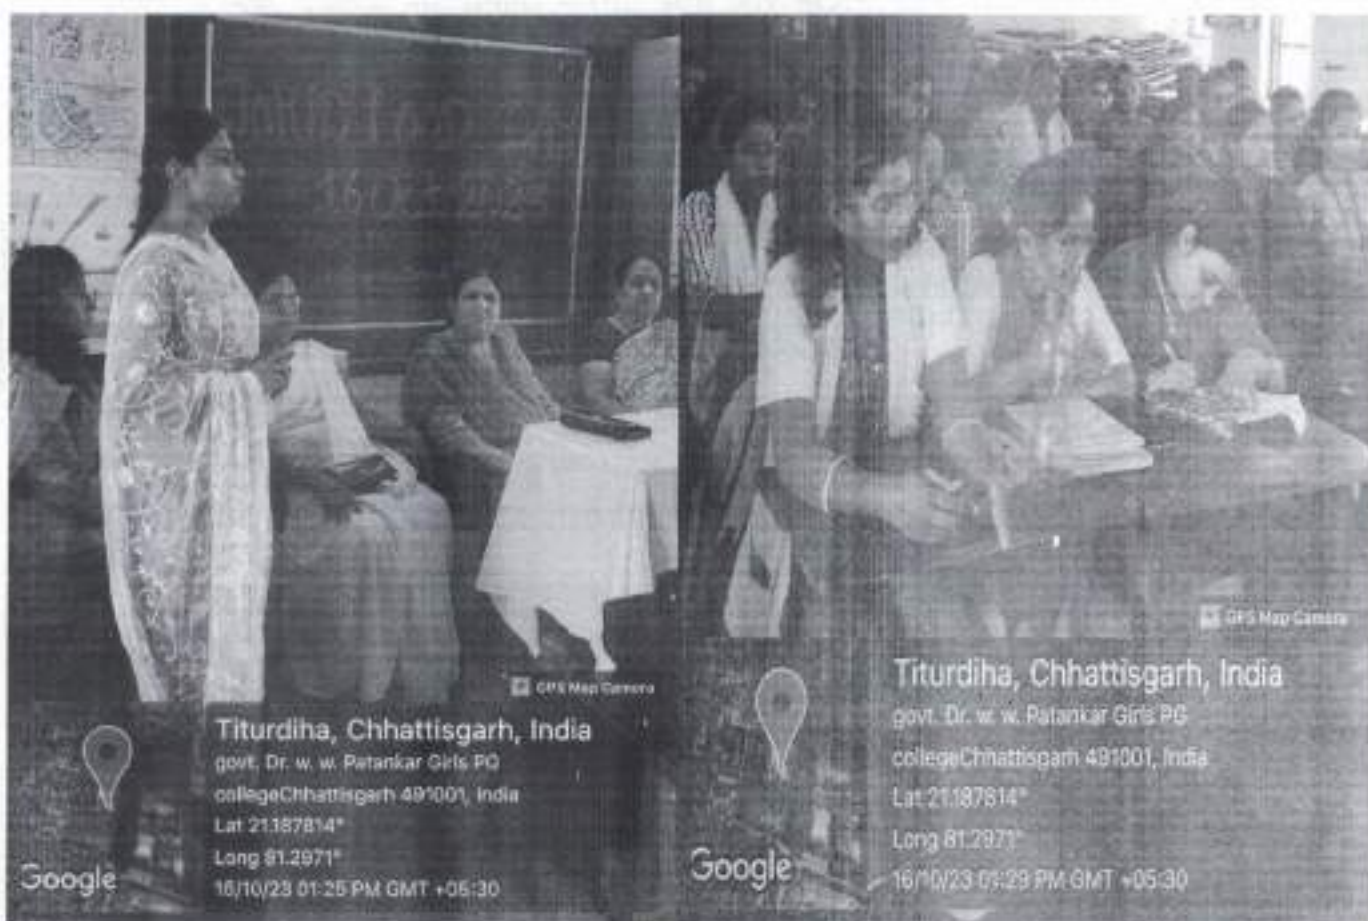 GPS Map Camera
Titurdiha, Chhattisgarh, India
govt. Dr. w. w. Patankar Girls PG
collegeChhattisgarh 491001, India
Lat 21.187814°
Long 81.2971°
16/10/23 01:25 PM GMT +05:30
Google
GPS Map Camera
Titurdiha, Chhattisgarh, India
govt. Dr. w. w. Patankar Girls PG
collegeChhattisgarh 491001, India
Lat 21.187814°
Long 81.2971°
16/10/23 01:29 PM GMT +05:30
Google